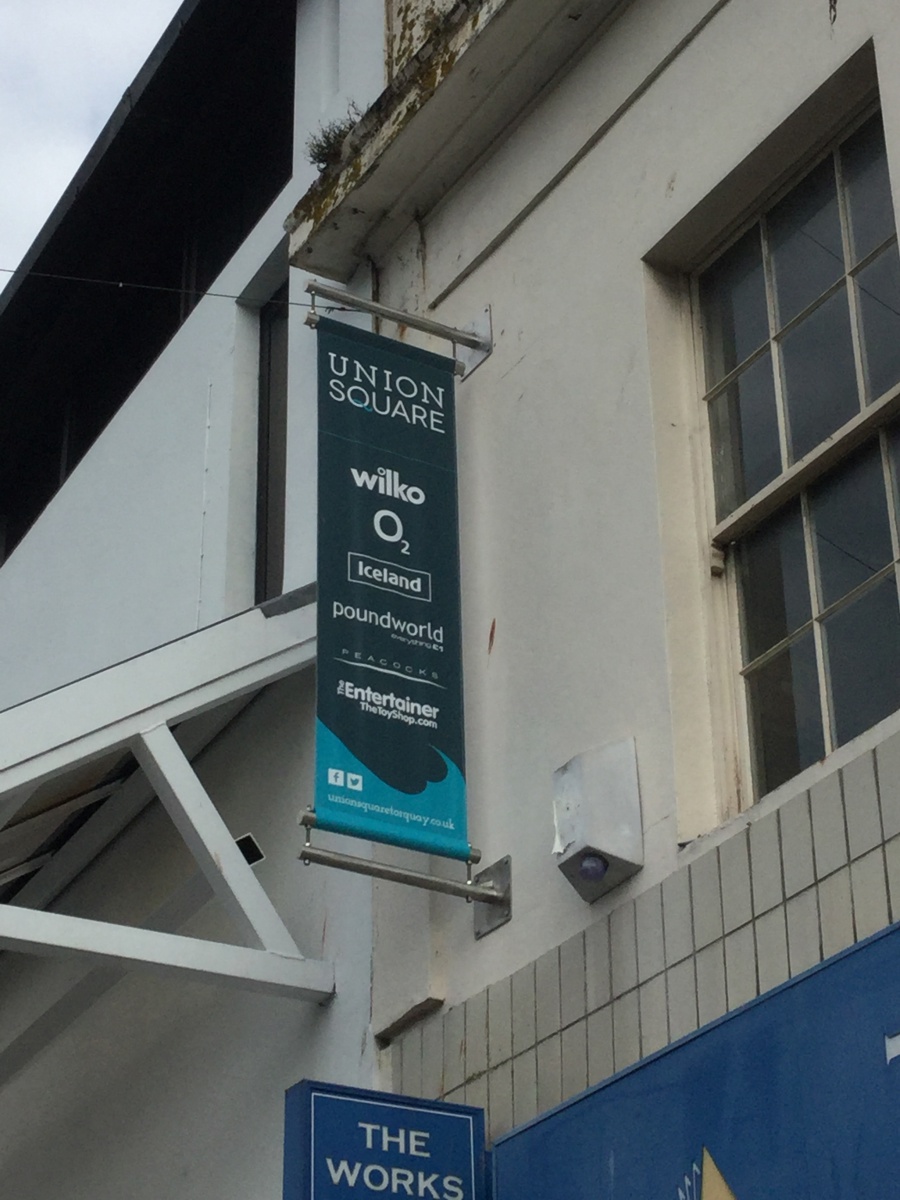 UNION
SQUARE
wilko
O2
Iceland
poundworld
everything £1
PEACOCKS
The Entertainer
TheToyShop.com
unionsquaretorquay.co.uk
THE
WORKS